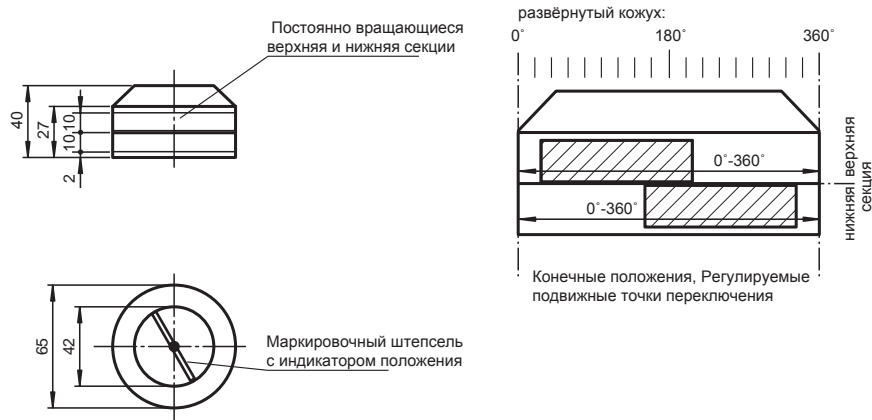 Постоянно вращающиеся
верхняя и нижняя секции
40
27
10
10
2
развёрнутый кожух:
0˚ 180˚ 360˚
0˚-360˚
0˚-360˚
нижняя верхняя
секция
Конечные положения, Регулируемые
подвижные точки переключения
65
42
Маркировочный штепсель
с индикатором положения